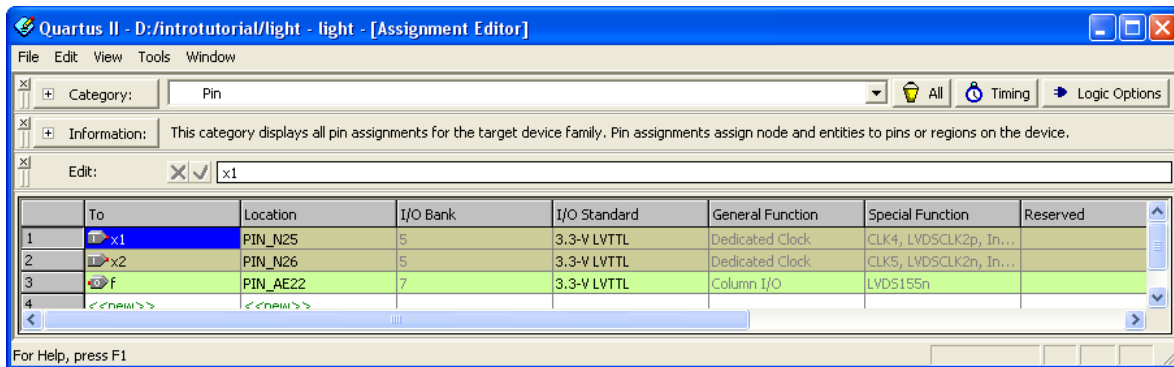 Quartus II - D:/introtutorial/light - light - [Assignment Editor]
File Edit View Tools Window
Category: Pin All Timing Logic Options
Information: This category displays all pin assignments for the target device family. Pin assignments assign node and entities to pins or regions on the device.
Edit: x1
To Location I/O Bank I/O Standard General Function Special Function Reserved
1 x1 PIN_N25 5 3.3-V LVTTL Dedicated Clock CLK4, LVDSCLK2p, In...
2 x2 PIN_N26 5 3.3-V LVTTL Dedicated Clock CLK5, LVDSCLK2n, In...
3 f PIN_AE22 7 3.3-V LVTTL Column I/O LVDS155n
4 <<new>> <<new>>
For Help, press F1